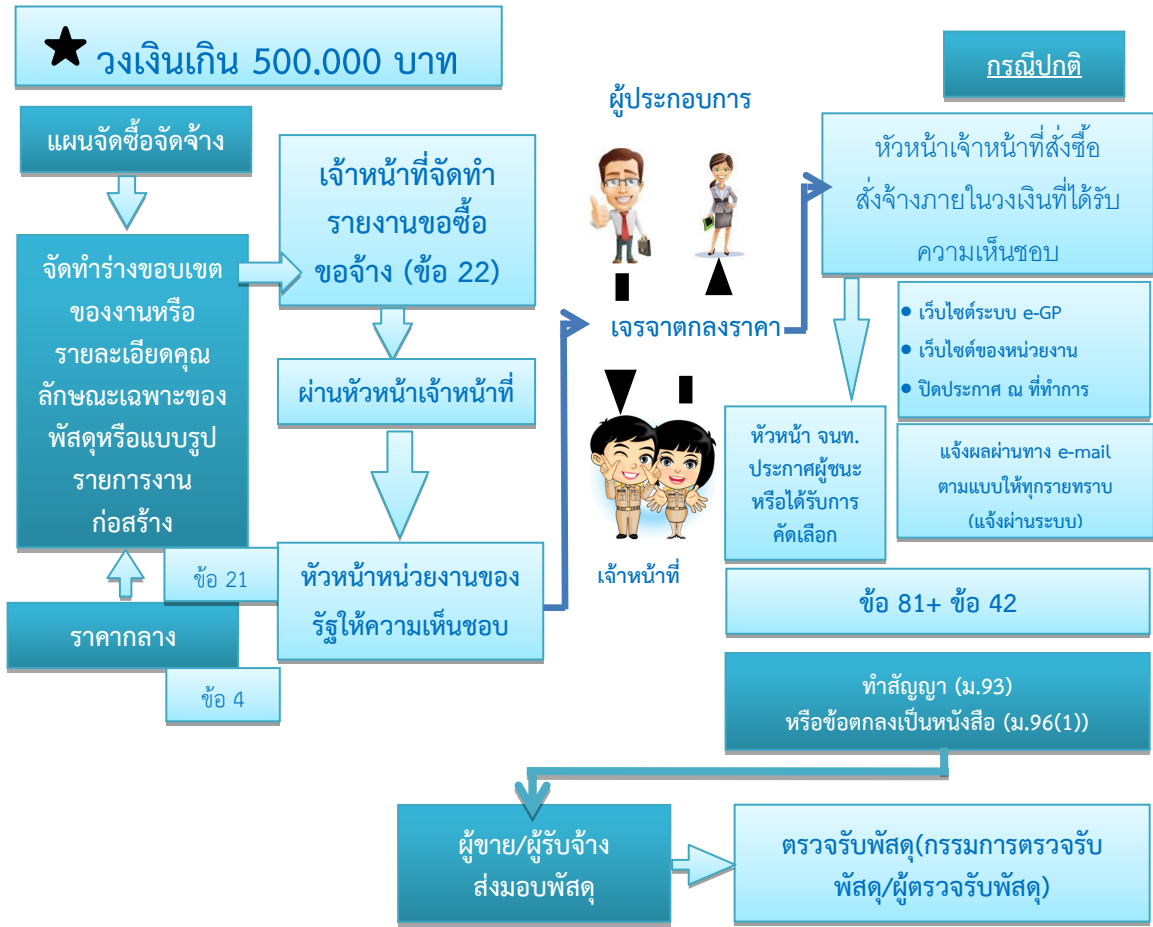 วงเงินเกิน 500,000 บาท
กรณีปกติ
แผนจัดซื้อจัดจ้าง
จัดทำร่างขอบเขต
ของงานหรือ
รายละเอียดคุณ
ลักษณะเฉพาะของ
พัสดุหรือแบบรูป
รายการงาน
ก่อสร้าง
ข้อ 21
ราคากลาง
ข้อ 4
เจ้าหน้าที่จัดทำ
รายงานขอซื้อ
ขอจ้าง (ข้อ 22)
ผ่านหัวหน้าเจ้าหน้าที่
หัวหน้าหน่วยงานของ
รัฐให้ความเห็นชอบ
ผู้ประกอบการ
เจรจาตกลงราคา
เจ้าหน้าที่
หัวหน้าเจ้าหน้าที่สั่งซื้อ
สั่งจ้างภายในวงเงินที่ได้รับ
ความเห็นชอบ
• เว็บไซต์ระบบ e-GP
• เว็บไซต์ของหน่วยงาน
• ปิดประกาศ ณ ที่ทำการ
หัวหน้า จนท.
ประกาศผู้ชนะ
หรือได้รับการ
คัดเลือก
แจ้งผลผ่านทาง e-mail
ตามแบบให้ทุกรายทราบ
(แจ้งผ่านระบบ)
ข้อ 81+ ข้อ 42
ทำสัญญา (ม.93)
หรือข้อตกลงเป็นหนังสือ (ม.96(1))
ผู้ขาย/ผู้รับจ้าง
ส่งมอบพัสดุ
ตรวจรับพัสดุ(กรรมการตรวจรับ
พัสดุ/ผู้ตรวจรับพัสดุ)